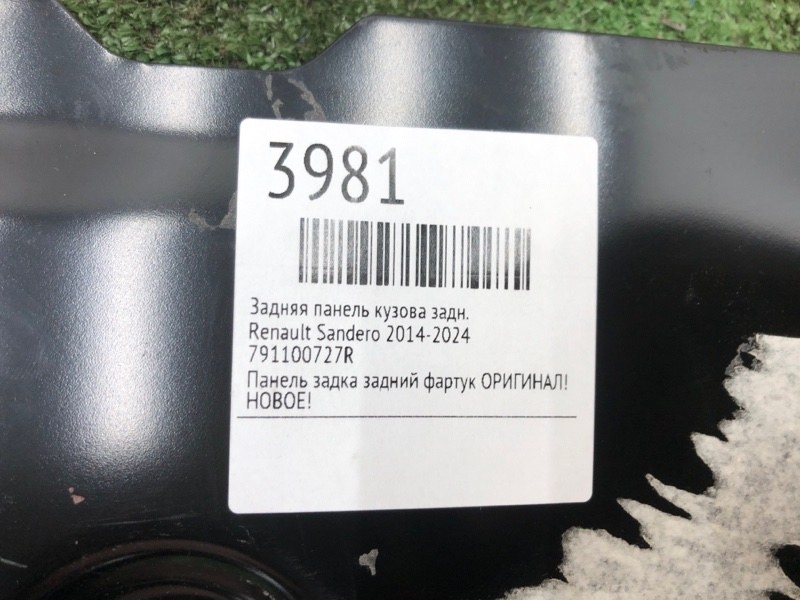 3981
Задняя панель кузова задн.
Renault Sandero 2014-2024
791100727R
Панель задка задний фартук ОРИГИНАЛ!
НОВОЕ!